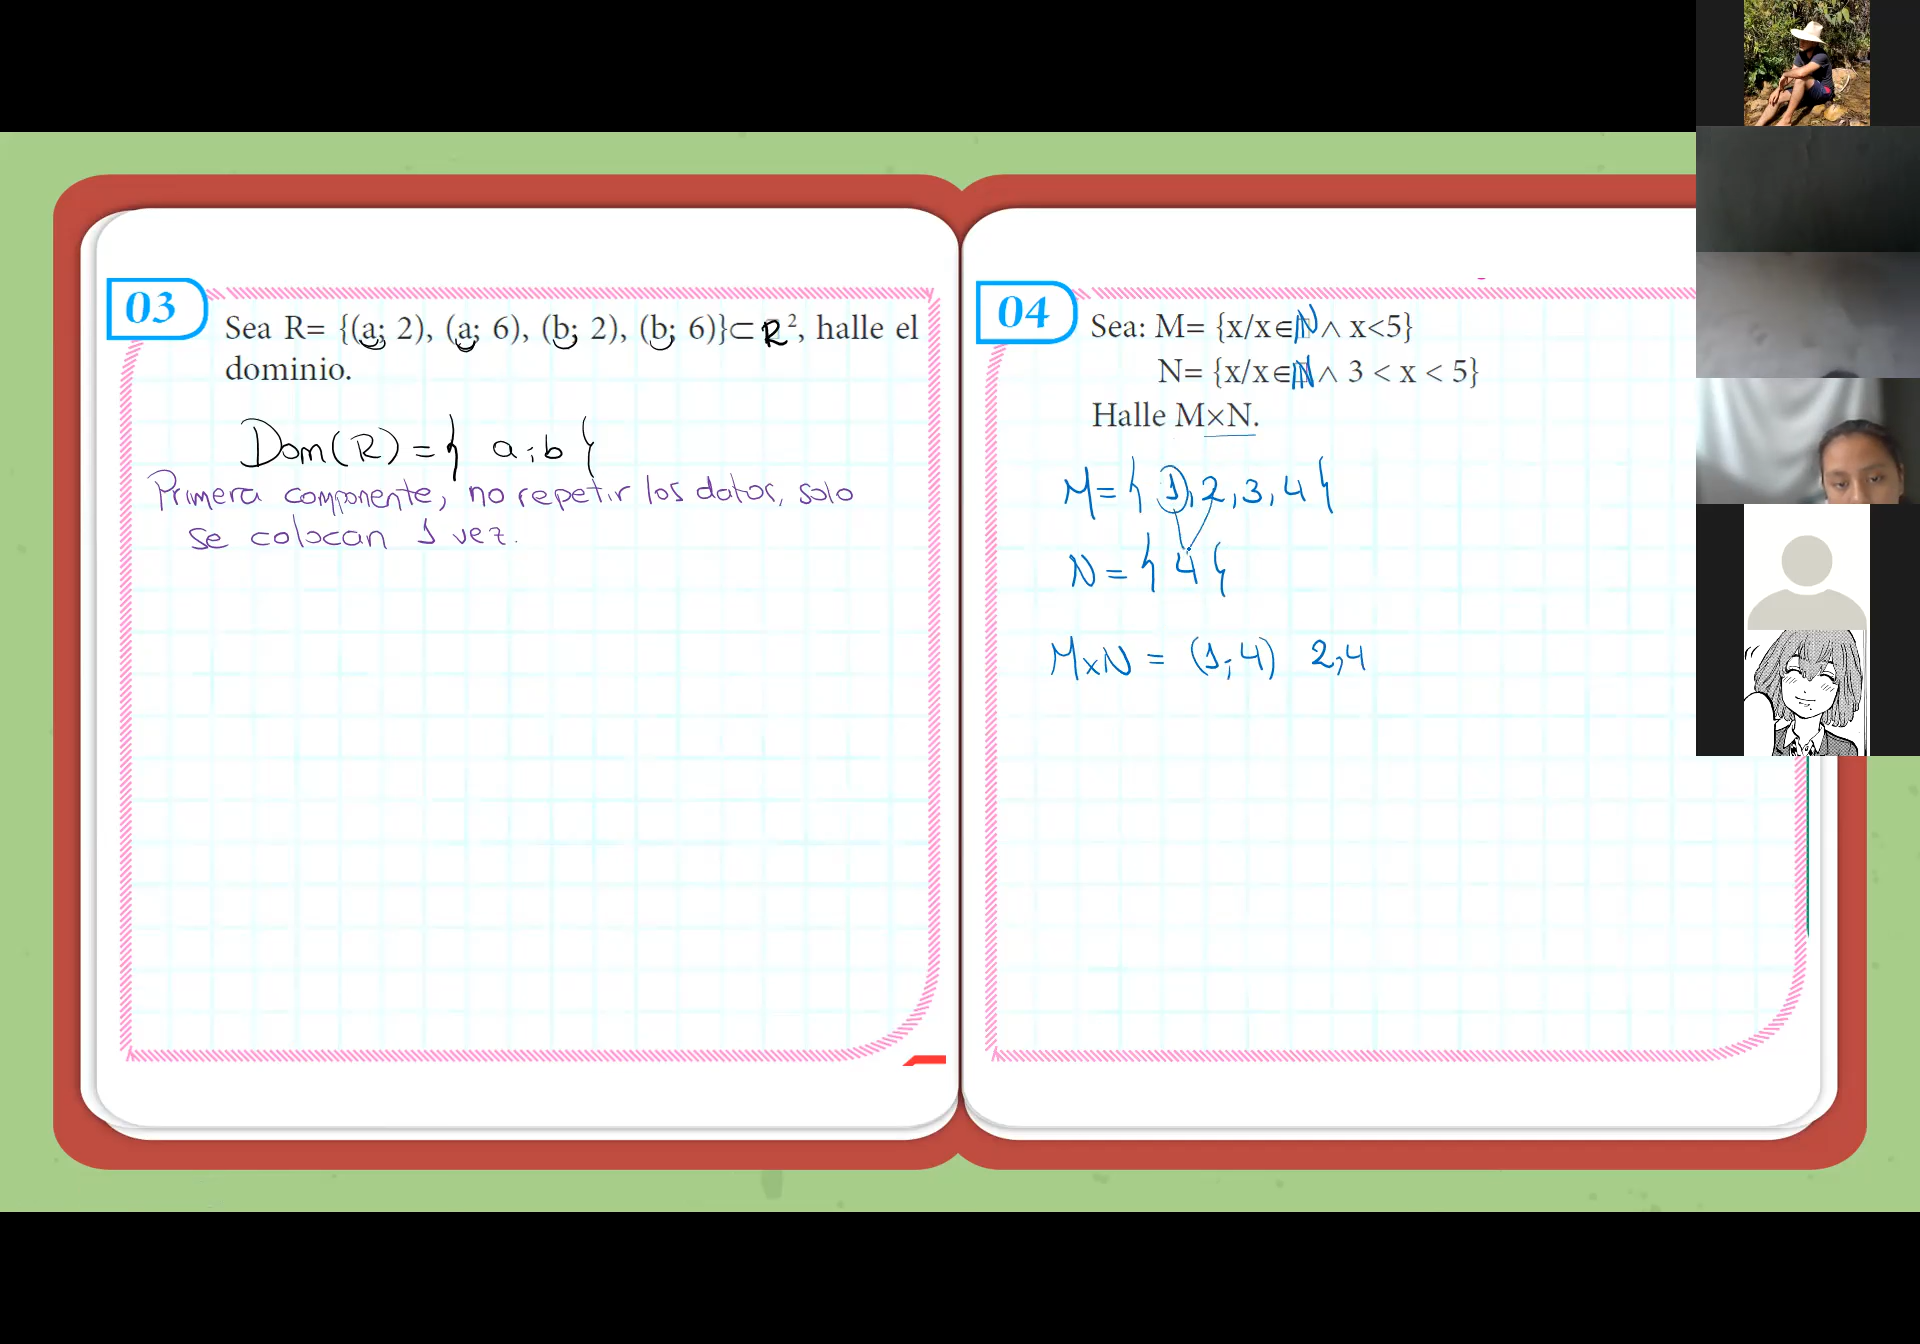 03
Sea R= {(a; 2), (a; 6), (b; 2), (b; 6)}⊂ R², halle el
dominio.
Dom(R) = { a ; b }
Primera componente, no repetir los datos, solo
se colocan 1 vez.
04
Sea: M= {x/x∈N ∧ x<5}
N= {x/x∈N ∧ 3 < x < 5}
Halle M×N.
M = { 1, 2, 3, 4 }
N = { 4 }
M×N = (1; 4) 2,4